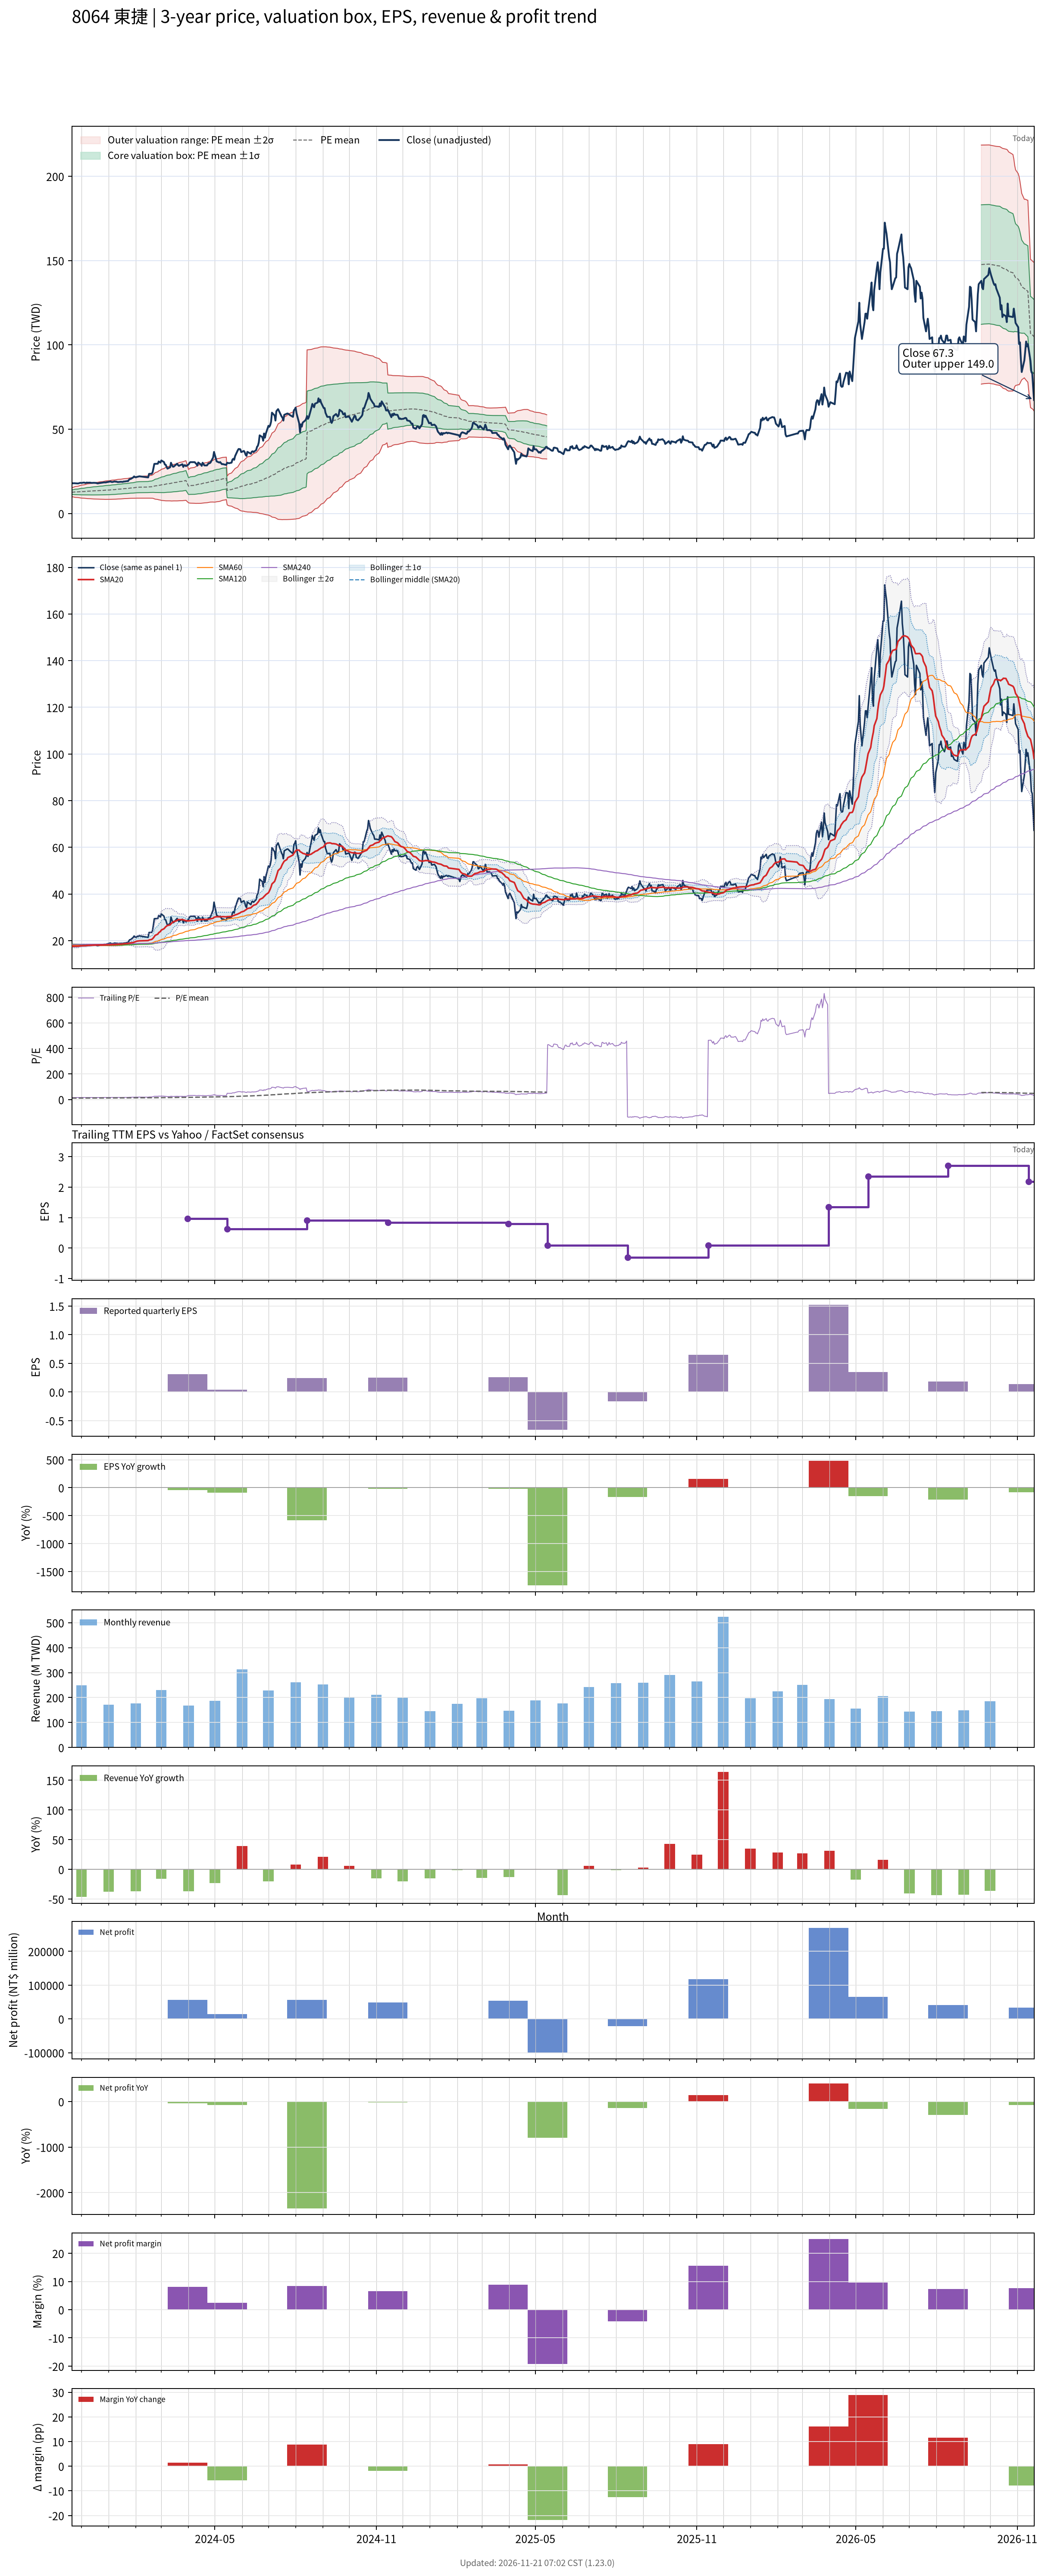 8064 東捷 | 3-year price, valuation box, EPS, revenue & profit trend
Outer valuation range: PE mean ±2σ
Core valuation box: PE mean ±1σ
PE mean
Close (unadjusted)
Today
Price (TWD)
200
150
100
50
0
Close 67.3
Outer upper 149.0
Close (same as panel 1)
SMA20
SMA60
SMA120
SMA240
Bollinger ±2σ
Bollinger ±1σ
Bollinger middle (SMA20)
Price
180
160
140
120
100
80
60
40
20
Trailing P/E
P/E mean
P/E
800
600
400
200
0
Trailing TTM EPS vs Yahoo / FactSet consensus
Today
EPS
3
2
1
0
-1
Reported quarterly EPS
EPS
1.5
1.0
0.5
0.0
-0.5
EPS YoY growth
YoY (%)
500
0
-500
-1000
-1500
Monthly revenue
Revenue (M TWD)
500
400
300
200
100
0
Revenue YoY growth
YoY (%)
150
100
50
0
-50
Month
Net profit
Net profit (NT$ million)
200000
100000
0
-100000
Net profit YoY
YoY (%)
0
-1000
-2000
Net profit margin
Margin (%)
20
10
0
-10
-20
Margin YoY change
Δ margin (pp)
30
20
10
0
-10
-20
2024-05
2024-11
2025-05
2025-11
2026-05
2026-11
Updated: 2026-11-21 07:02 CST (1.23.0)